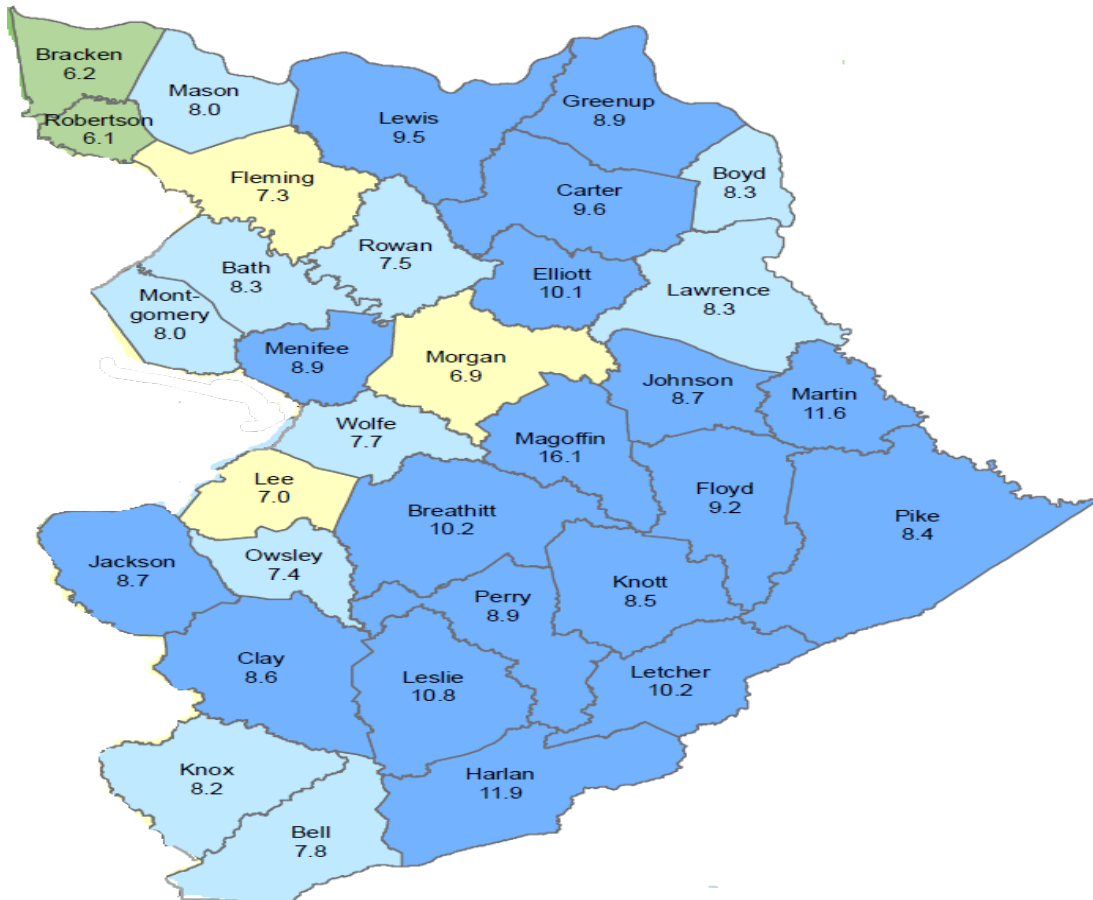 Bracken
6.2
Mason
8.0
Robertson
6.1
Lewis
9.5
Greenup
8.9
Fleming
7.3
Carter
9.6
Boyd
8.3
Rowan
7.5
Bath
8.3
Elliott
10.1
Lawrence
8.3
Mont-
gomery
8.0
Menifee
8.9
Morgan
6.9
Johnson
8.7
Martin
11.6
Wolfe
7.7
Magoffin
16.1
Lee
7.0
Floyd
9.2
Breathitt
10.2
Pike
8.4
Jackson
8.7
Owsley
7.4
Knott
8.5
Perry
8.9
Clay
8.6
Leslie
10.8
Letcher
10.2
Knox
8.2
Harlan
11.9
Bell
7.8